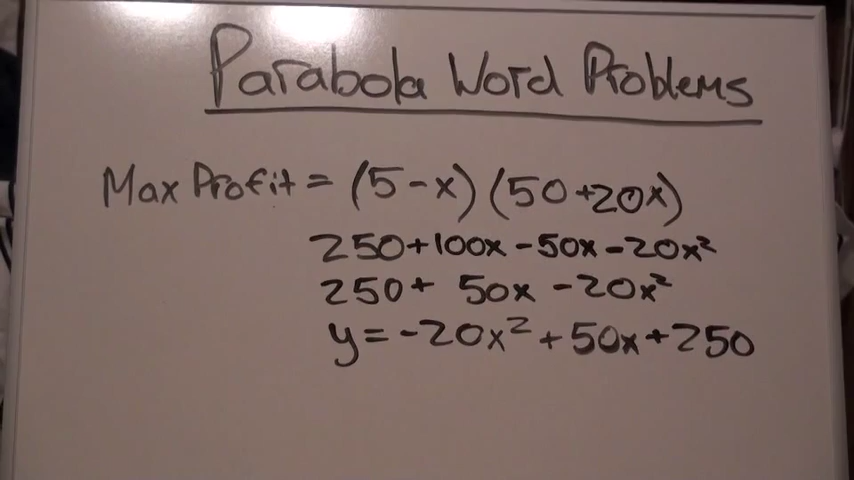 Parabola Word Problems
Max Profit = (5-x)(50+20x)
250+100x-50x-20x²
250+ 50x -20x²
y=-20x²+50x+250